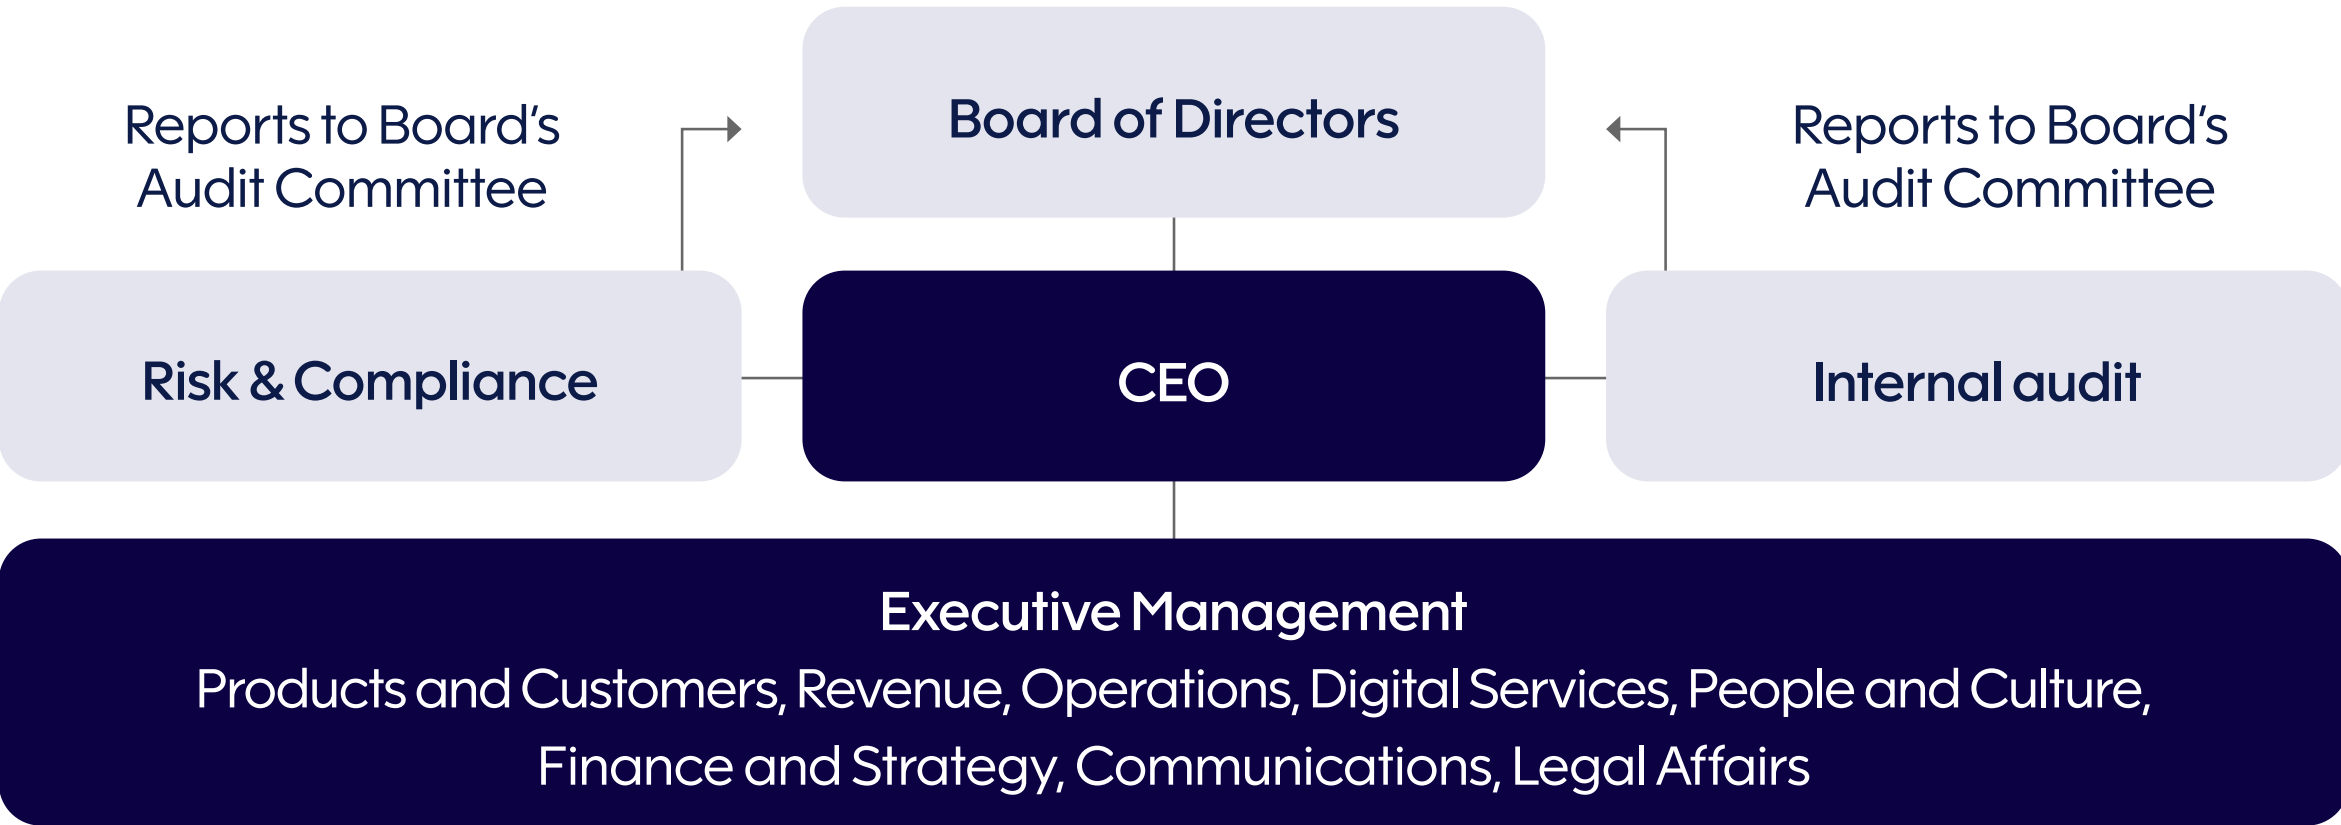 Board of Directors
Reports to Board’s
Audit Committee
Reports to Board’s
Audit Committee
Risk & Compliance
CEO
Internal audit
Executive Management
Products and Customers, Revenue, Operations, Digital Services, People and Culture,
Finance and Strategy, Communications, Legal Affairs